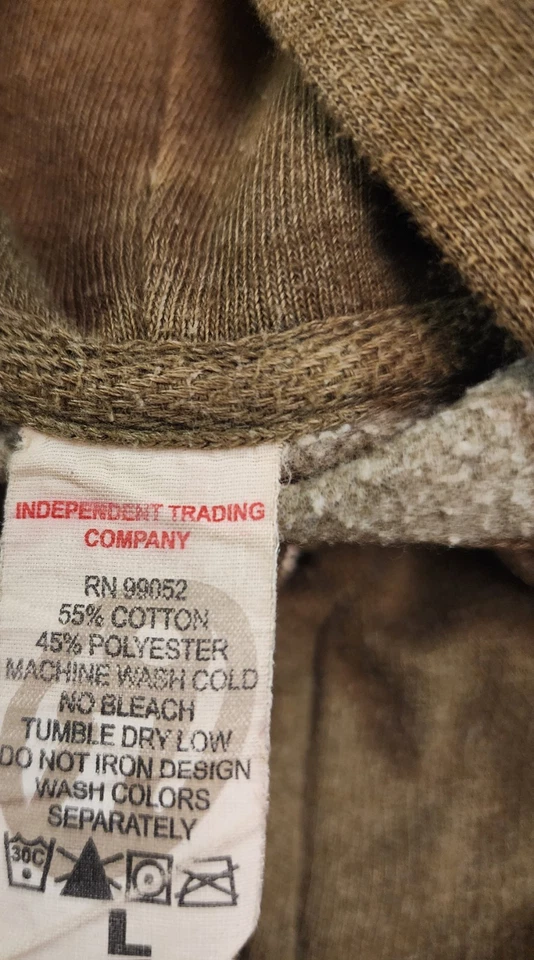 INDEPENDENT TRADING
COMPANY
RN 99052
55% COTTON
45% POLYESTER
MACHINE WASH COLD
NO BLEACH
TUMBLE DRY LOW
DO NOT IRON DESIGN
WASH COLORS
SEPARATELY
30C
L